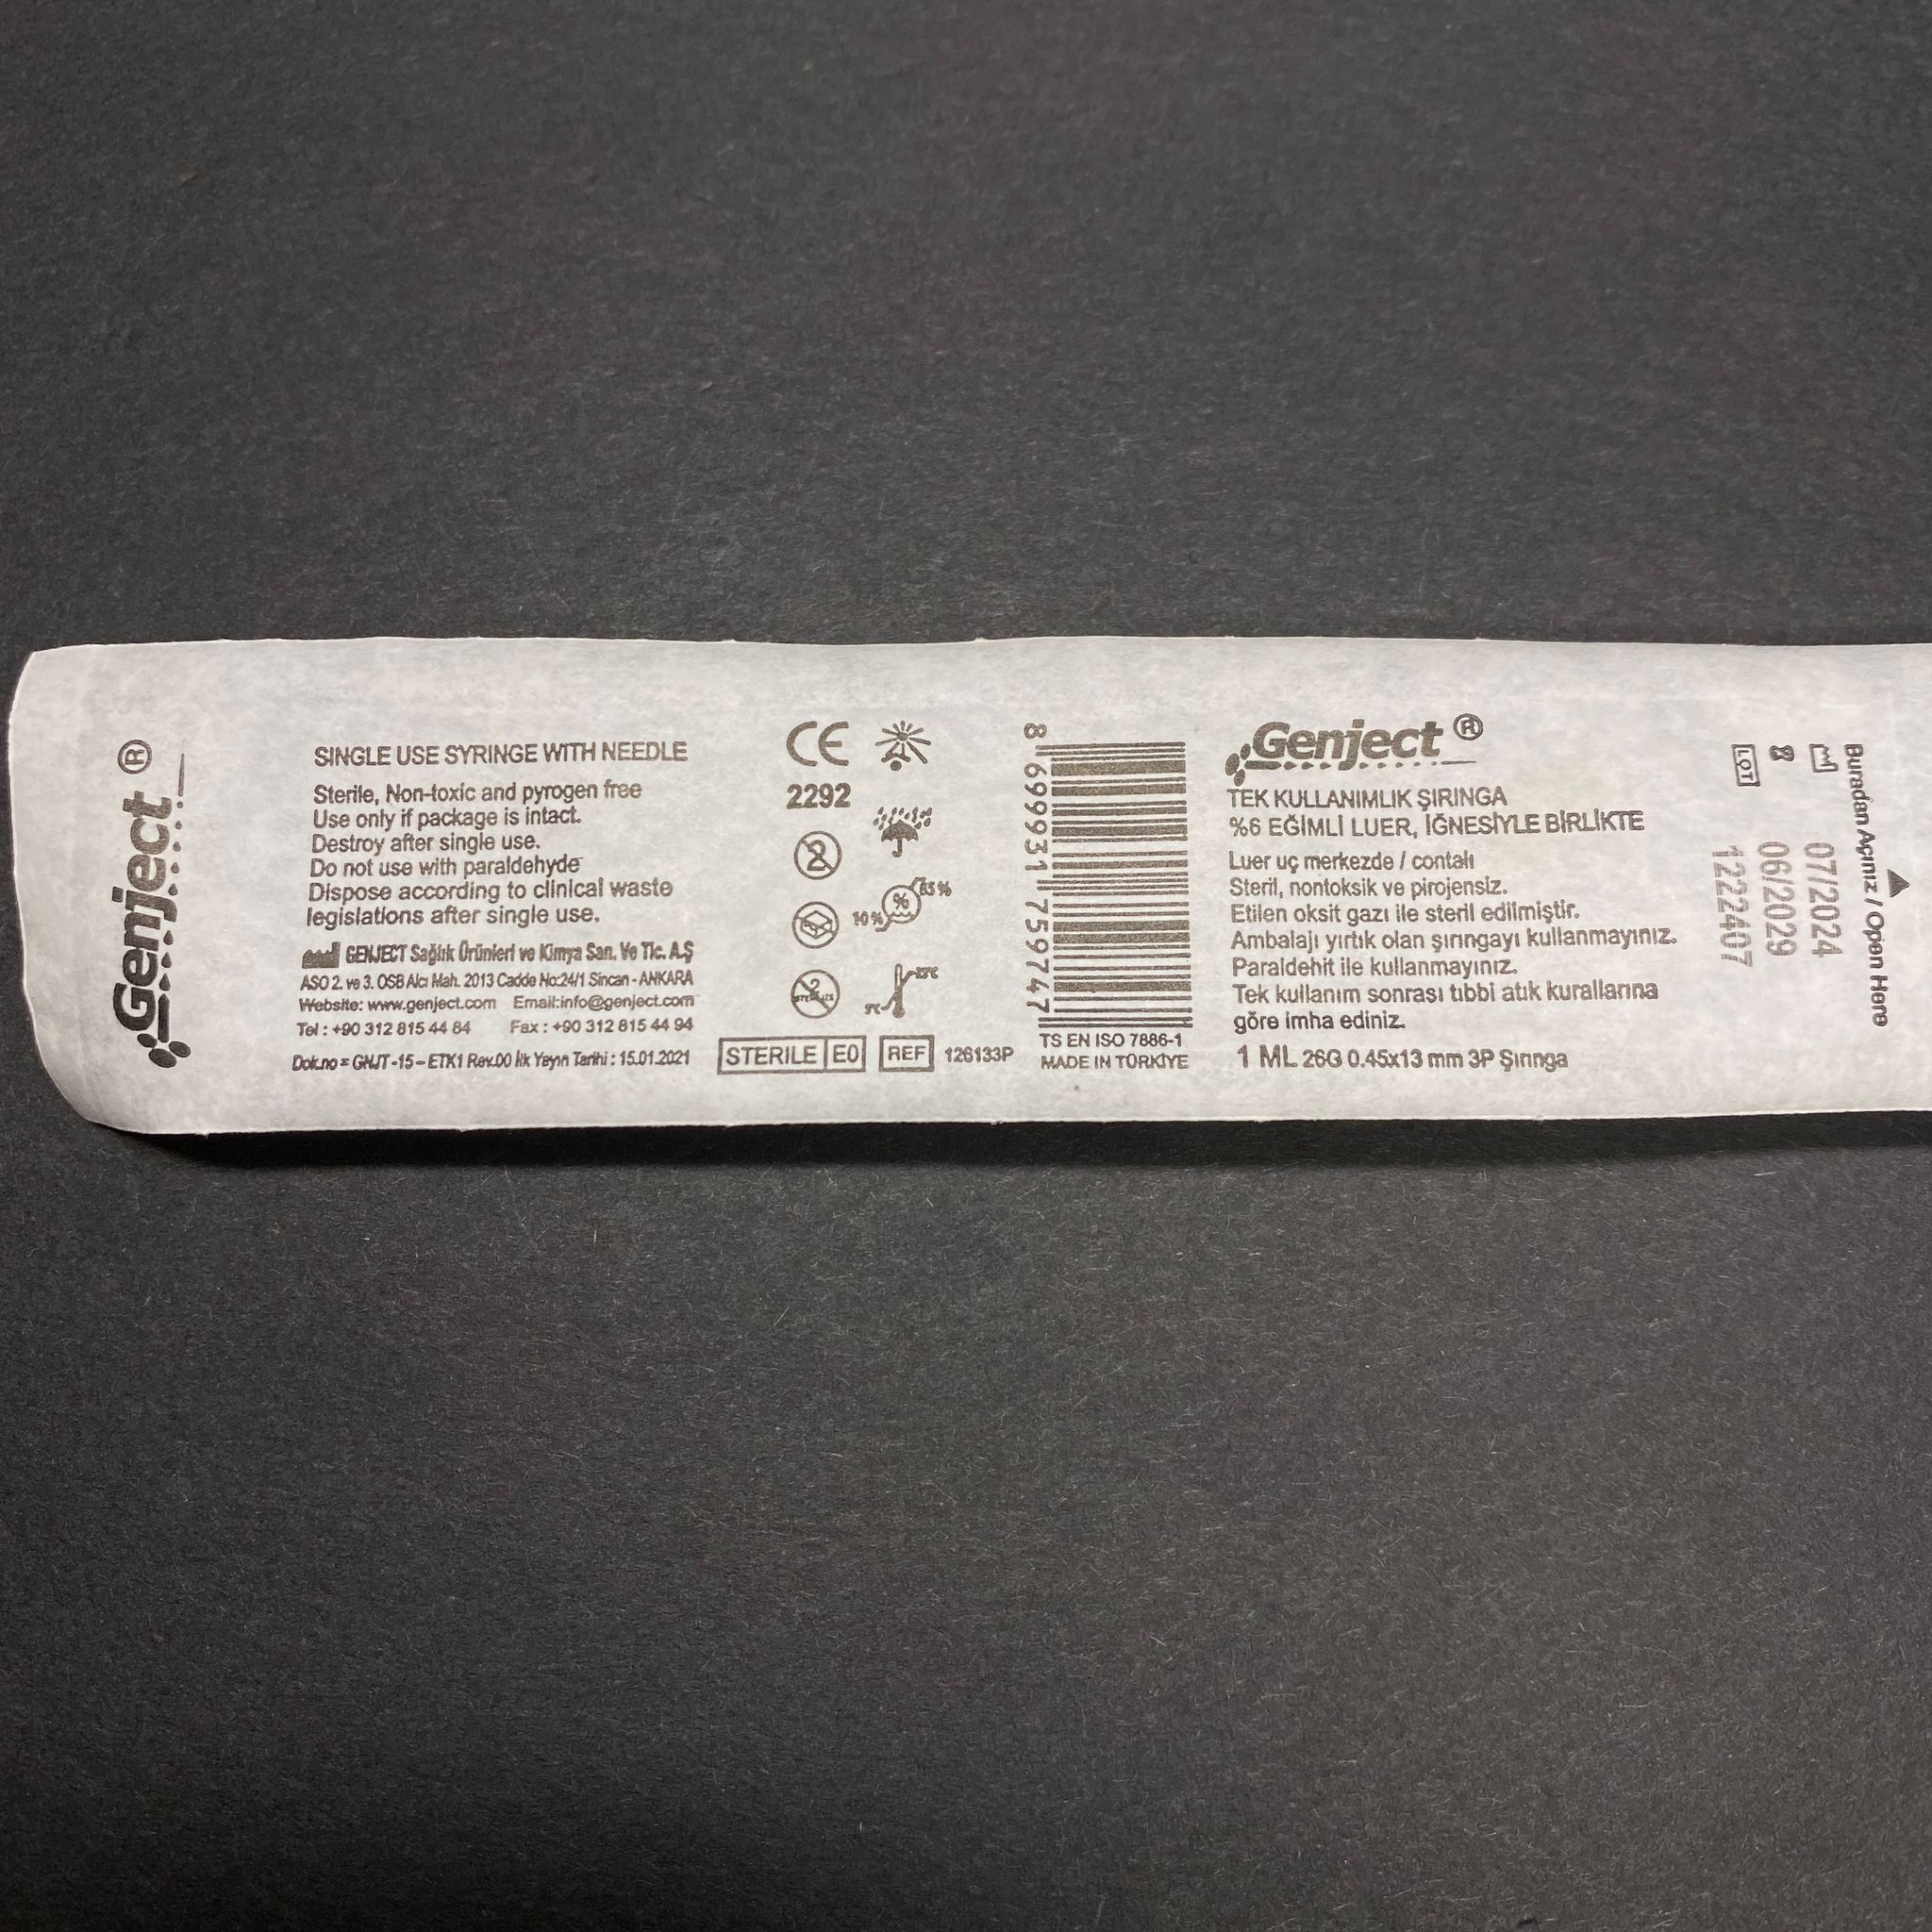 Genject ®
SINGLE USE SYRINGE WITH NEEDLE
Sterile, Non-toxic and pyrogen free
Use only if package is intact.
Destroy after single use.
Do not use with paraldehyde
Dispose according to clinical waste
legislations after single use.
GENJECT Sağlık Ürünleri ve Kimya San. Ve Tic. A.Ş
ASO 2. ve 3. OSB Alcı Mah. 2013 Cadde No:24/1 Sincan - ANKARA
Website: www.genject.com Email:info@genject.com
Tel : +90 312 815 44 84 Fax : +90 312 815 44 94
Dok.no = GNJT -15 – ETK1 Rev.00 İlk Yayın Tarihi : 15.01.2021
CE
2292
2
10% % 85%
2
STERILE EO REF 126133P
8 699931 759747
TS EN ISO 7886-1
MADE IN TÜRKİYE
Genject ®
TEK KULLANIMLIK ŞIRINGA
%6 EĞİMLİ LUER, İĞNESİYLE BİRLİKTE
Luer uç merkezde / contalı
Steril, nontoksik ve pirojensiz.
Etilen oksit gazı ile steril edilmiştir.
Ambalajı yırtık olan şırıngayı kullanmayınız.
Paraldehit ile kullanmayınız.
Tek kullanım sonrası tıbbi atık kurallarına
göre imha ediniz.
1 ML 26G 0.45x13 mm 3P Şırınga
Buradan Açınız / Open Here
07/2024
06/2029
LOT 1222407